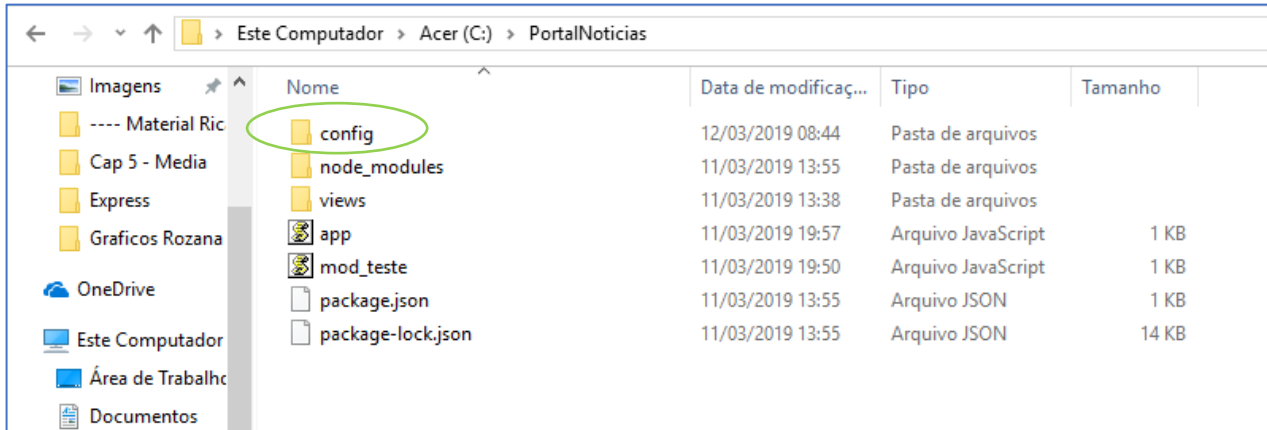 Este Computador > Acer (C:) > PortalNoticias
Imagens
---- Material Ric
Cap 5 - Media
Express
Graficos Rozana
OneDrive
Este Computador
Área de Trabalho
Documentos
Nome Data de modificaç... Tipo Tamanho
config 12/03/2019 08:44 Pasta de arquivos
node_modules 11/03/2019 13:55 Pasta de arquivos
views 11/03/2019 13:38 Pasta de arquivos
app 11/03/2019 19:57 Arquivo JavaScript 1 KB
mod_teste 11/03/2019 19:50 Arquivo JavaScript 1 KB
package.json 11/03/2019 13:55 Arquivo JSON 1 KB
package-lock.json 11/03/2019 13:55 Arquivo JSON 14 KB